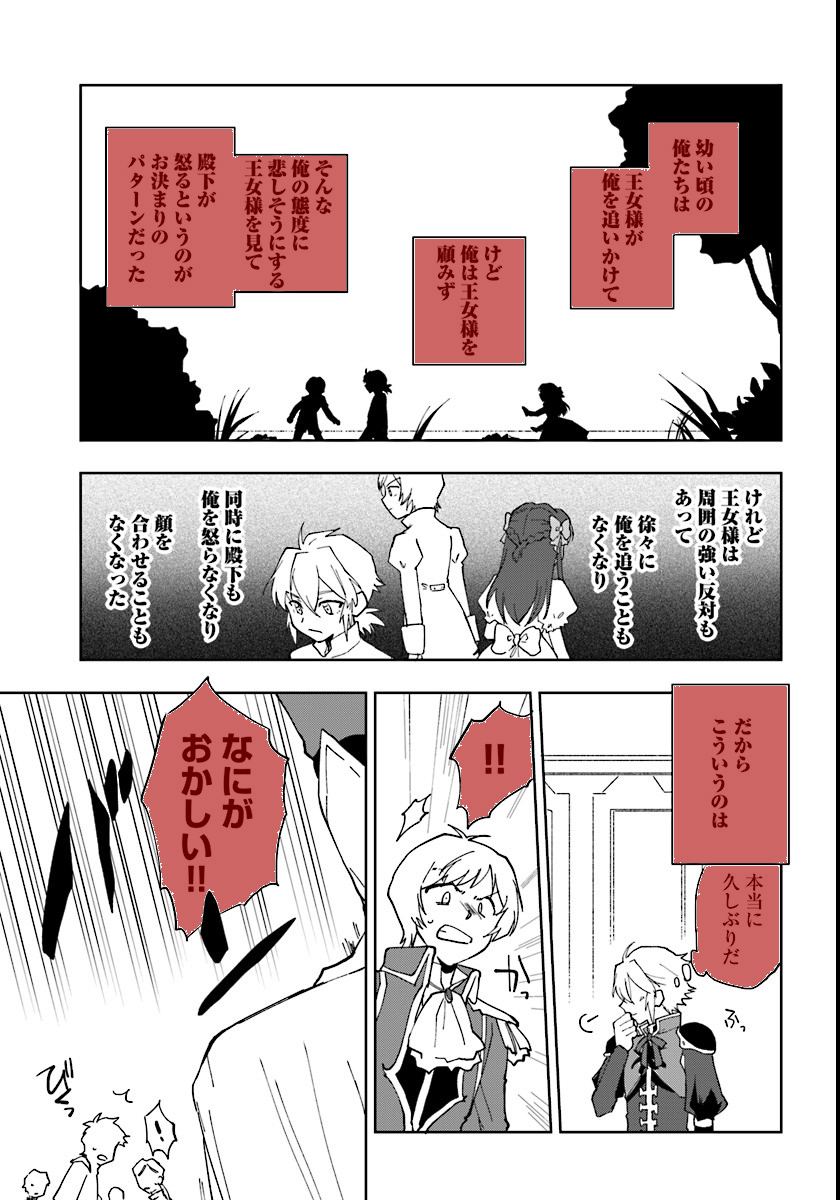 幼い頃の
俺たちは
王女様が
俺を追いかけて
けど
俺は王女様を
顧みず
そんな
俺の態度に
悲しそうにする
王女様を見て
殿下が
怒るというのが
お決まりの
パターンだった
けれど
王女様は
周囲の強い反対も
あって
徐々に
俺を追うことも
なくなり
同時に殿下も
俺を怒らなくなり
顔を
合わせることも
なくなった
だから
こういうのは
本当に
久しぶりだ
ふっ
!!
かっ
なにが
おかしい!!
びくっ
!